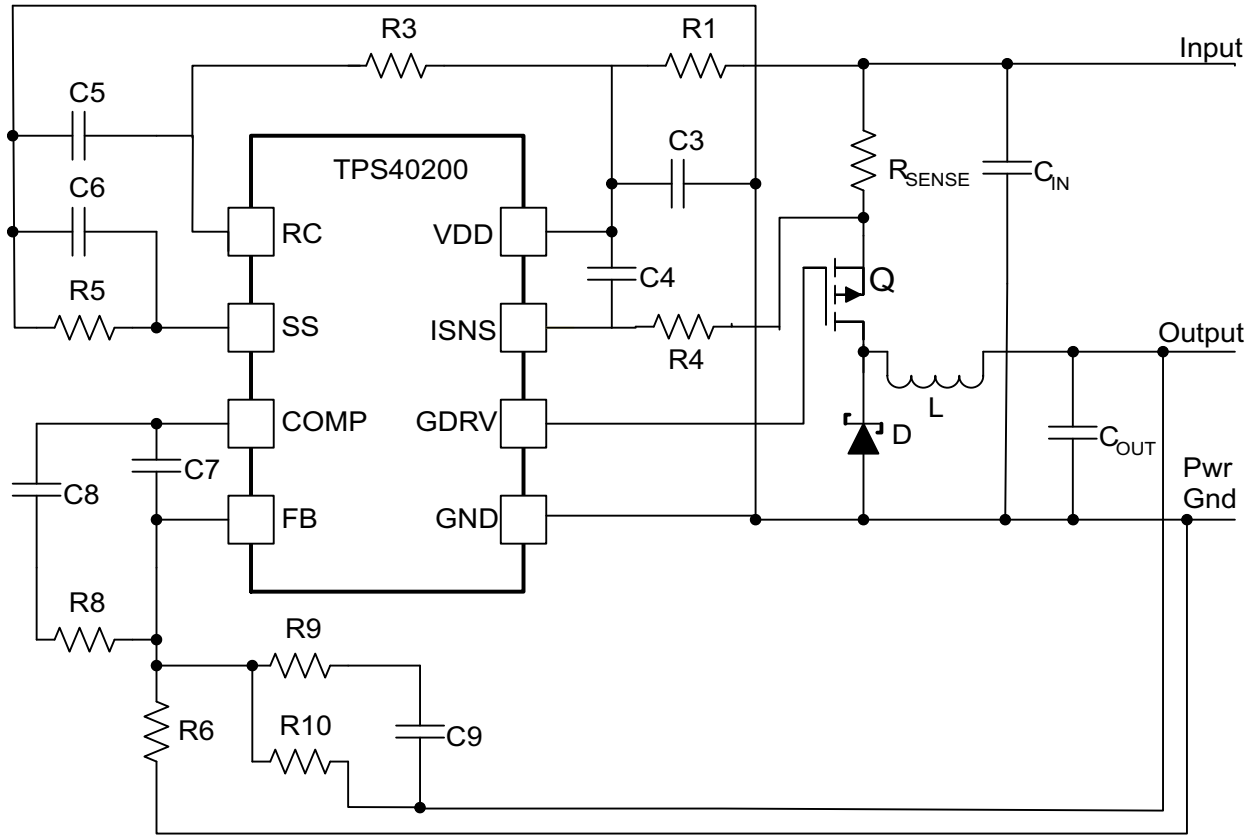 R3
R1
Input
C5
C3
TPS40200
RSENSE
CIN
C6
RC
VDD
C4
Q
R5
SS
ISNS
R4
Output
L
COMP
GDRV
D
COUT
C7
C8
Pwr
Gnd
FB
GND
R8
R9
R6
R10
C9